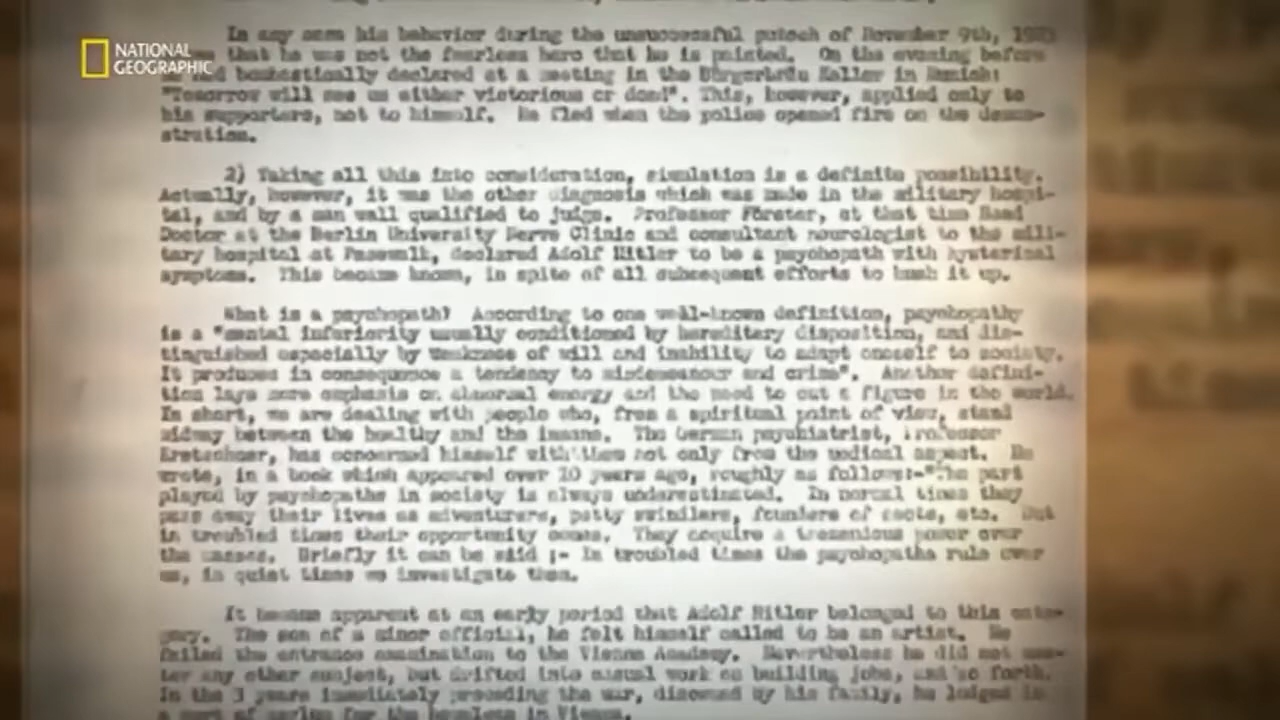 NATIONAL
GEOGRAPHIC
In any case his behavior during the unsuccessful putsch of November 9th, 1923
that he was not the fearless hero that he is painted. On the evening before
bombastically declared at a meeting in the Bürgerbräu Keller in Munich:
"Tomorrow will see us either victorious or dead". This, however, applied only to
his supporters, not to himself. He fled when the police opened fire on the demon-
stration.
2) Taking all this into consideration, simulation is a definite possibility.
Actually, however, it was the other diagnosis which was made in the military hospi-
tal, and by a man well qualified to judge. Professor Förster, at that time Head
Doctor at the Berlin University Nerve Clinic and consultant neurologist to the mili-
tary hospital at Pasewalk, declared Adolf Hitler to be a psychopath with hysterical
symptoms. This became known, in spite of all subsequent efforts to hush it up.
What is a psychopath? According to one well-known definition, psychopathy
is a "mental inferiority usually conditioned by hereditary disposition, and dis-
tinguished especially by weakness of will and inability to adapt oneself to society.
It produces in consequence a tendency to misdemeanour and crime". Another defini-
tion lays more emphasis on abnormal energy and the need to cut a figure in the world.
In short, we are dealing with people who, from a spiritual point of view, stand
midway between the healthy and the insane. The German psychiatrist, Professor
Kretschmer, has concerned himself with them not only from the medical aspect. He
wrote, in a book which appeared over 10 years ago, roughly as follows:-"The part
played by psychopaths in society is always underestimated. In normal times they
pass away their lives as adventurers, petty swindlers, founders of sects, etc. But
in troubled times their opportunity comes. They acquire a tremendous power over
the masses. Briefly it can be said :- In troubled times the psychopaths rule over
us, in quiet times we investigate them.
It became apparent at an early period that Adolf Hitler belonged to this cate-
gory. The son of a minor official, he felt himself called to be an artist. He
failed the entrance examination to the Vienna Academy. Nevertheless he did not mas-
ter any other subject, but drifted into casual work on building jobs, and so forth.
In the 3 years immediately preceding the war, disowned by his family, he lodged in
a sort of asylum for the homeless in Vienna.